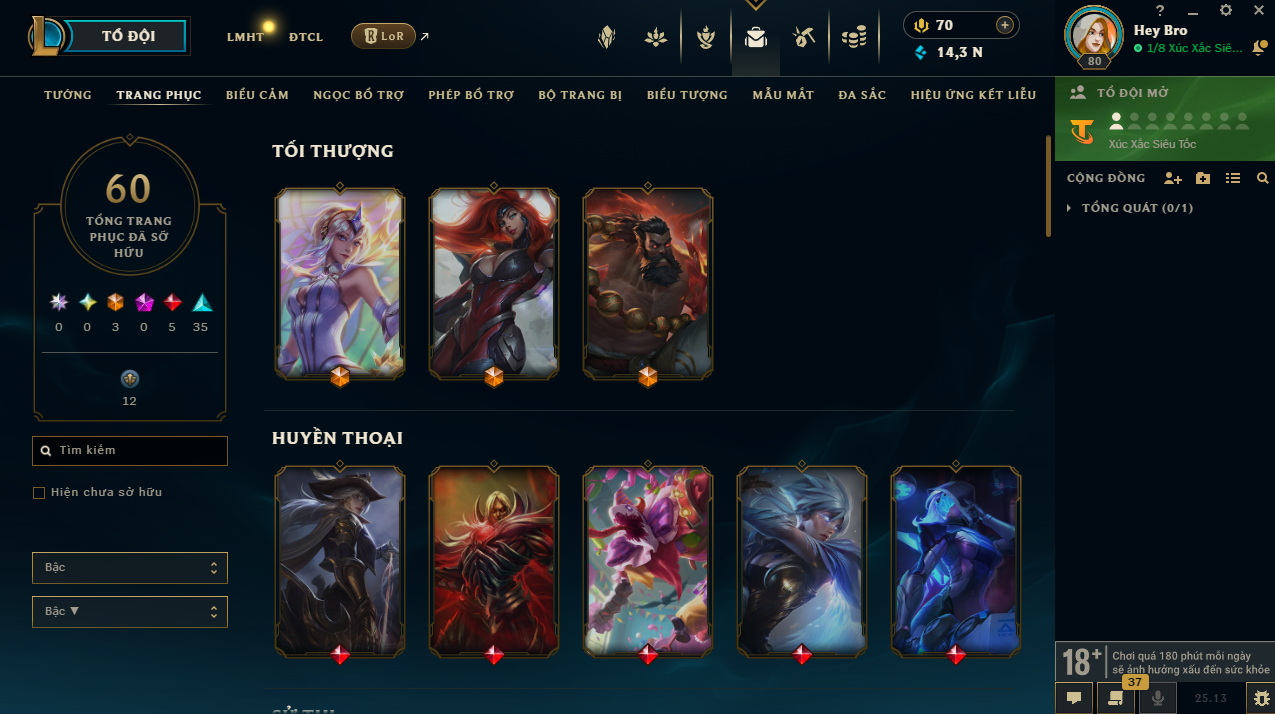 TỔ ĐỘI
LMHT
ĐTCL
LoR
70
14,3 N
Hey Bro
1/8 Xúc Xắc Siê...
80
TƯỚNG
TRANG PHỤC
BIỂU CẢM
NGỌC BỔ TRỢ
PHÉP BỔ TRỢ
BỘ TRANG BỊ
BIỂU TƯỢNG
MẪU MẮT
ĐA SẮC
HIỆU ỨNG KẾT LIỄU
60
TỔNG TRANG
PHỤC ĐÃ SỞ
HỮU
0 0 3 0 5 35
12
Tìm kiếm
Hiện chưa sở hữu
Bậc
Bậc ▼
TỐI THƯỢNG
HUYỀN THOẠI
SỬ THI
TỔ ĐỘI MỞ
Xúc Xắc Siêu Tốc
CỘNG ĐỒNG
TỔNG QUÁT (0/1)
18+
Chơi quá 180 phút mỗi ngày
sẽ ảnh hưởng xấu đến sức khỏe
37
25.13